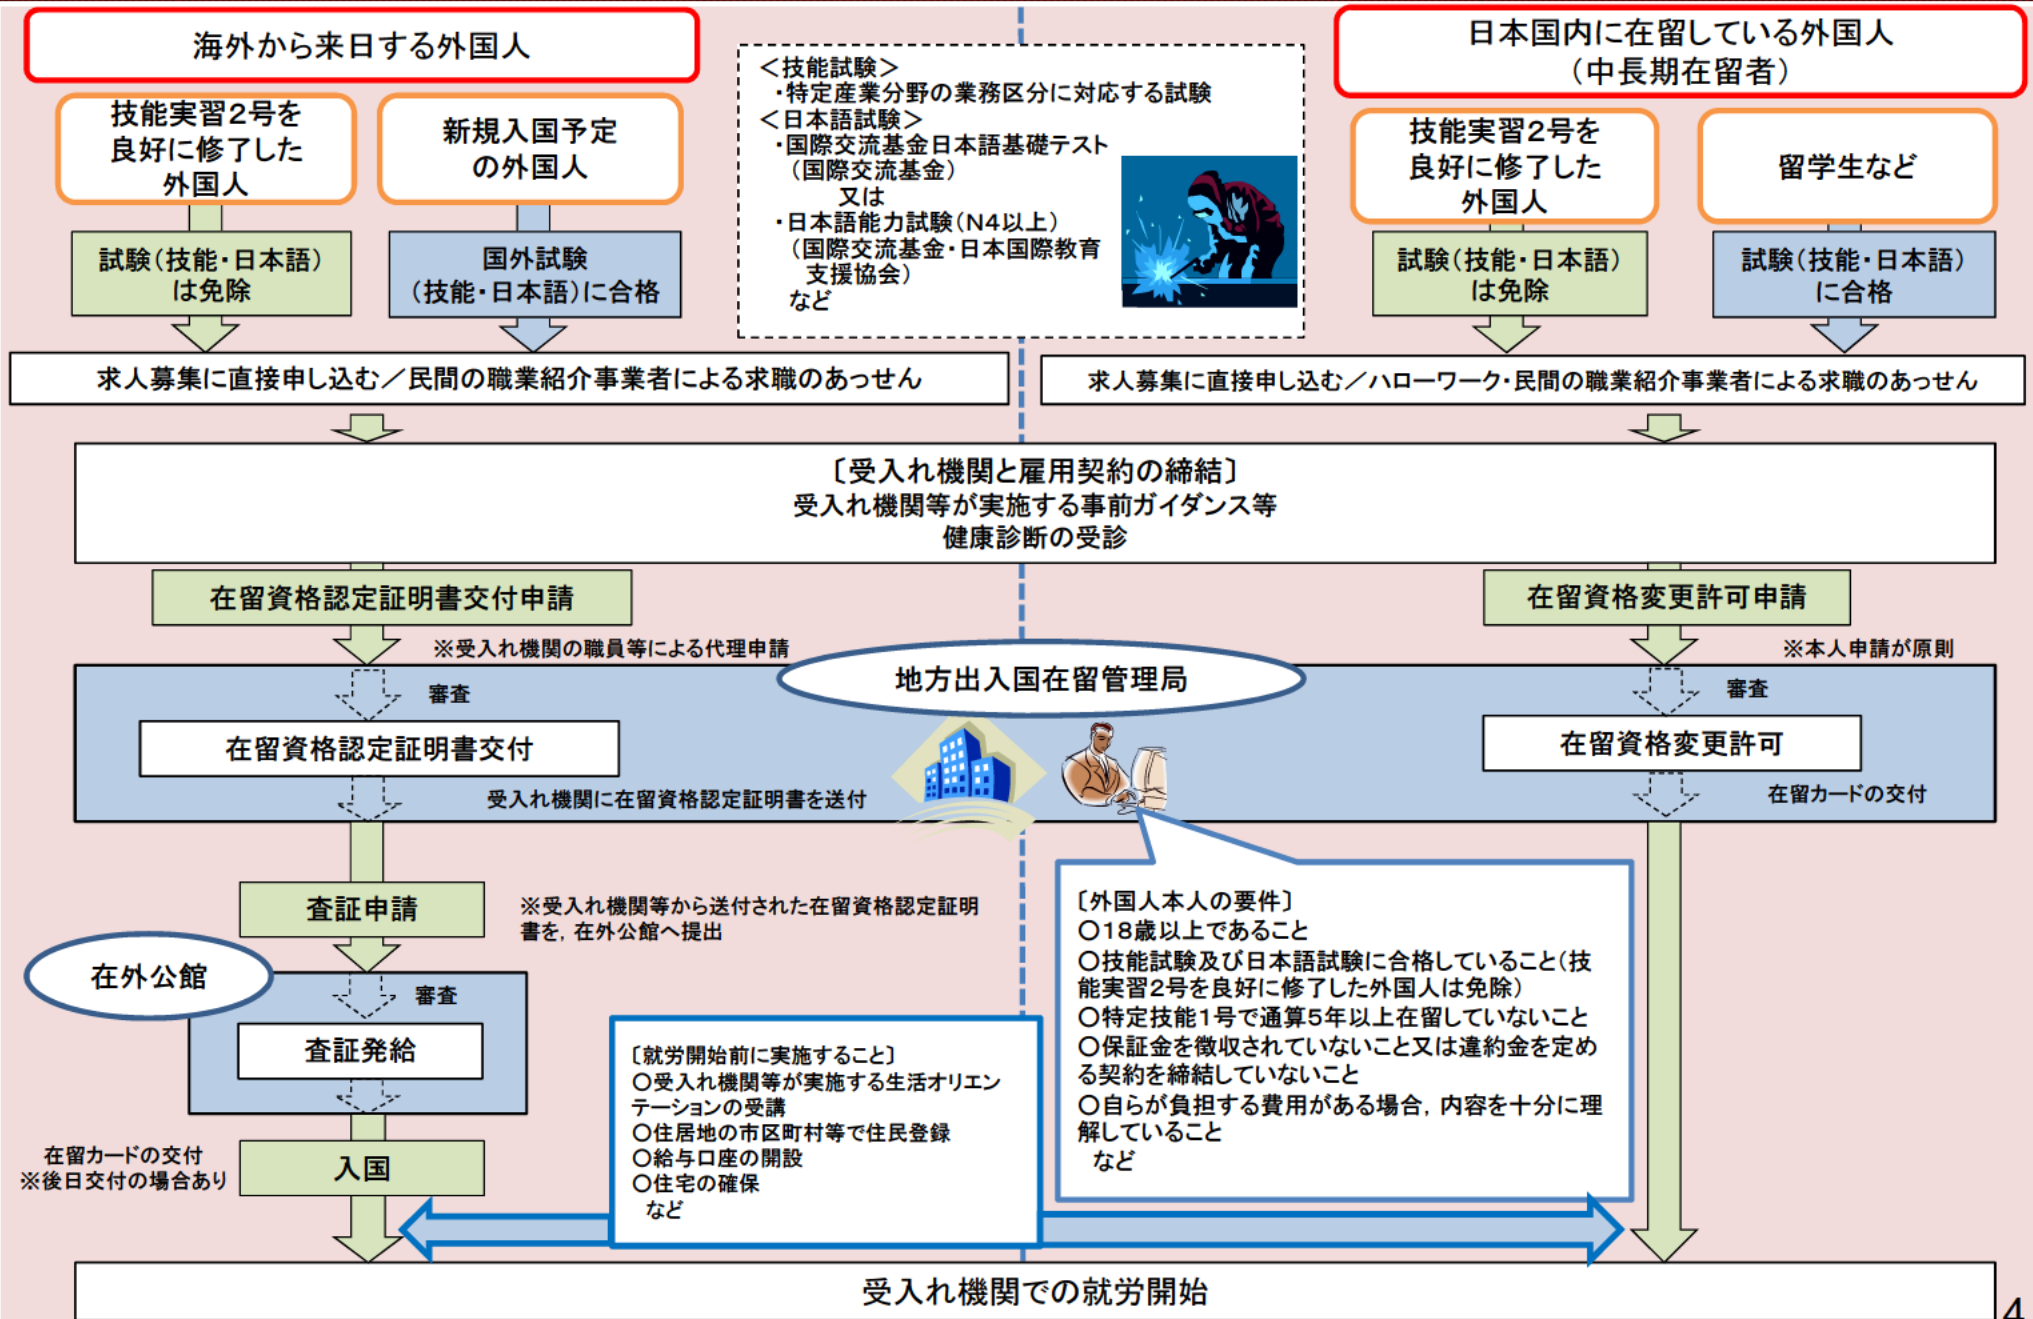 海外から来日する外国人
技能実習2号を
良好に修了した
外国人
新規入国予定
の外国人
試験(技能・日本語)
は免除
国外試験
(技能・日本語)に合格
＜技能試験＞
・特定産業分野の業務区分に対応する試験
＜日本語試験＞
・国際交流基金日本語基礎テスト
(国際交流基金)
又は
・日本語能力試験(N4以上)
(国際交流基金・日本国際教育
支援協会)
など
日本国内に在留している外国人
(中長期在留者)
技能実習2号を
良好に修了した
外国人
留学生など
試験(技能・日本語)
は免除
試験(技能・日本語)
に合格
求人募集に直接申し込む／民間の職業紹介事業者による求職のあっせん
求人募集に直接申し込む／ハローワーク・民間の職業紹介事業者による求職のあっせん
〔受入れ機関と雇用契約の締結〕
受入れ機関等が実施する事前ガイダンス等
健康診断の受診
在留資格認定証明書交付申請
※受入れ機関の職員等による代理申請
在留資格変更許可申請
※本人申請が原則
地方出入国在留管理局
審査
在留資格認定証明書交付
受入れ機関に在留資格認定証明書を送付
審査
在留資格変更許可
在留カードの交付
査証申請
※受入れ機関等から送付された在留資格認定証明
書を，在外公館へ提出
在外公館
審査
査証発給
在留カードの交付
※後日交付の場合あり
入国
〔就労開始前に実施すること〕
○受入れ機関等が実施する生活オリエン
テーションの受講
○住居地の市区町村等で住民登録
○給与口座の開設
○住宅の確保
など
〔外国人本人の要件〕
○18歳以上であること
○技能試験及び日本語試験に合格していること(技
能実習2号を良好に修了した外国人は免除)
○特定技能1号で通算5年以上在留していないこと
○保証金を徴収されていないこと又は違約金を定め
る契約を締結していないこと
○自らが負担する費用がある場合，内容を十分に理
解していること
など
受入れ機関での就労開始
4